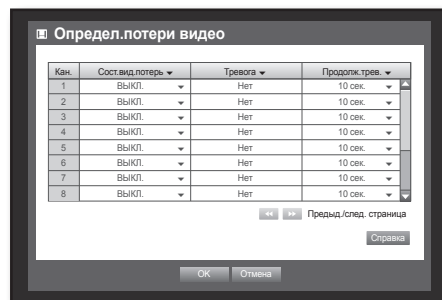 Определ.потери видео
Кан. Сост.вид.потерь Тревога Продолж.трев.
1 ВЫКЛ. Нет 10 сек.
2 ВЫКЛ. Нет 10 сек.
3 ВЫКЛ. Нет 10 сек.
4 ВЫКЛ. Нет 10 сек.
5 ВЫКЛ. Нет 10 сек.
6 ВЫКЛ. Нет 10 сек.
7 ВЫКЛ. Нет 10 сек.
8 ВЫКЛ. Нет 10 сек.
Предыд./след. страница
Справка
OK Отмена